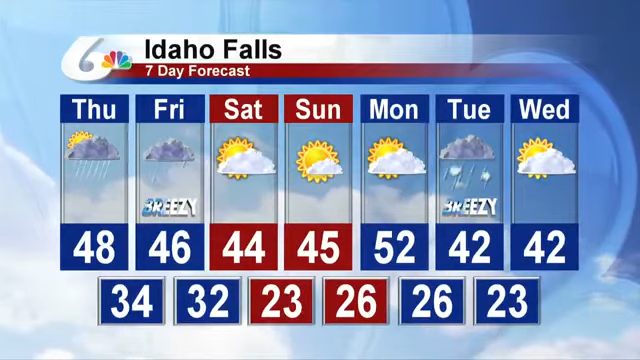 6
Idaho Falls
7 Day Forecast
Thu Fri Sat Sun Mon Tue Wed
BREEZY BREEZY
48 46 44 45 52 42 42
34 32 23 26 26 23